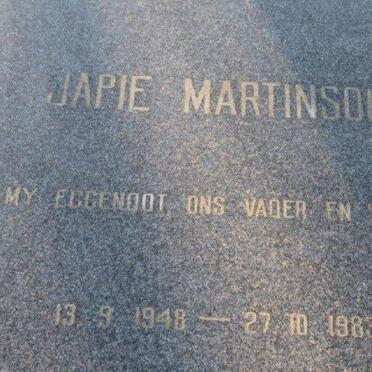 JAPIE MARTINSO
MY EGGENOOT, ONS VADER EN
13. 9. 1948 — 27. 10. 198